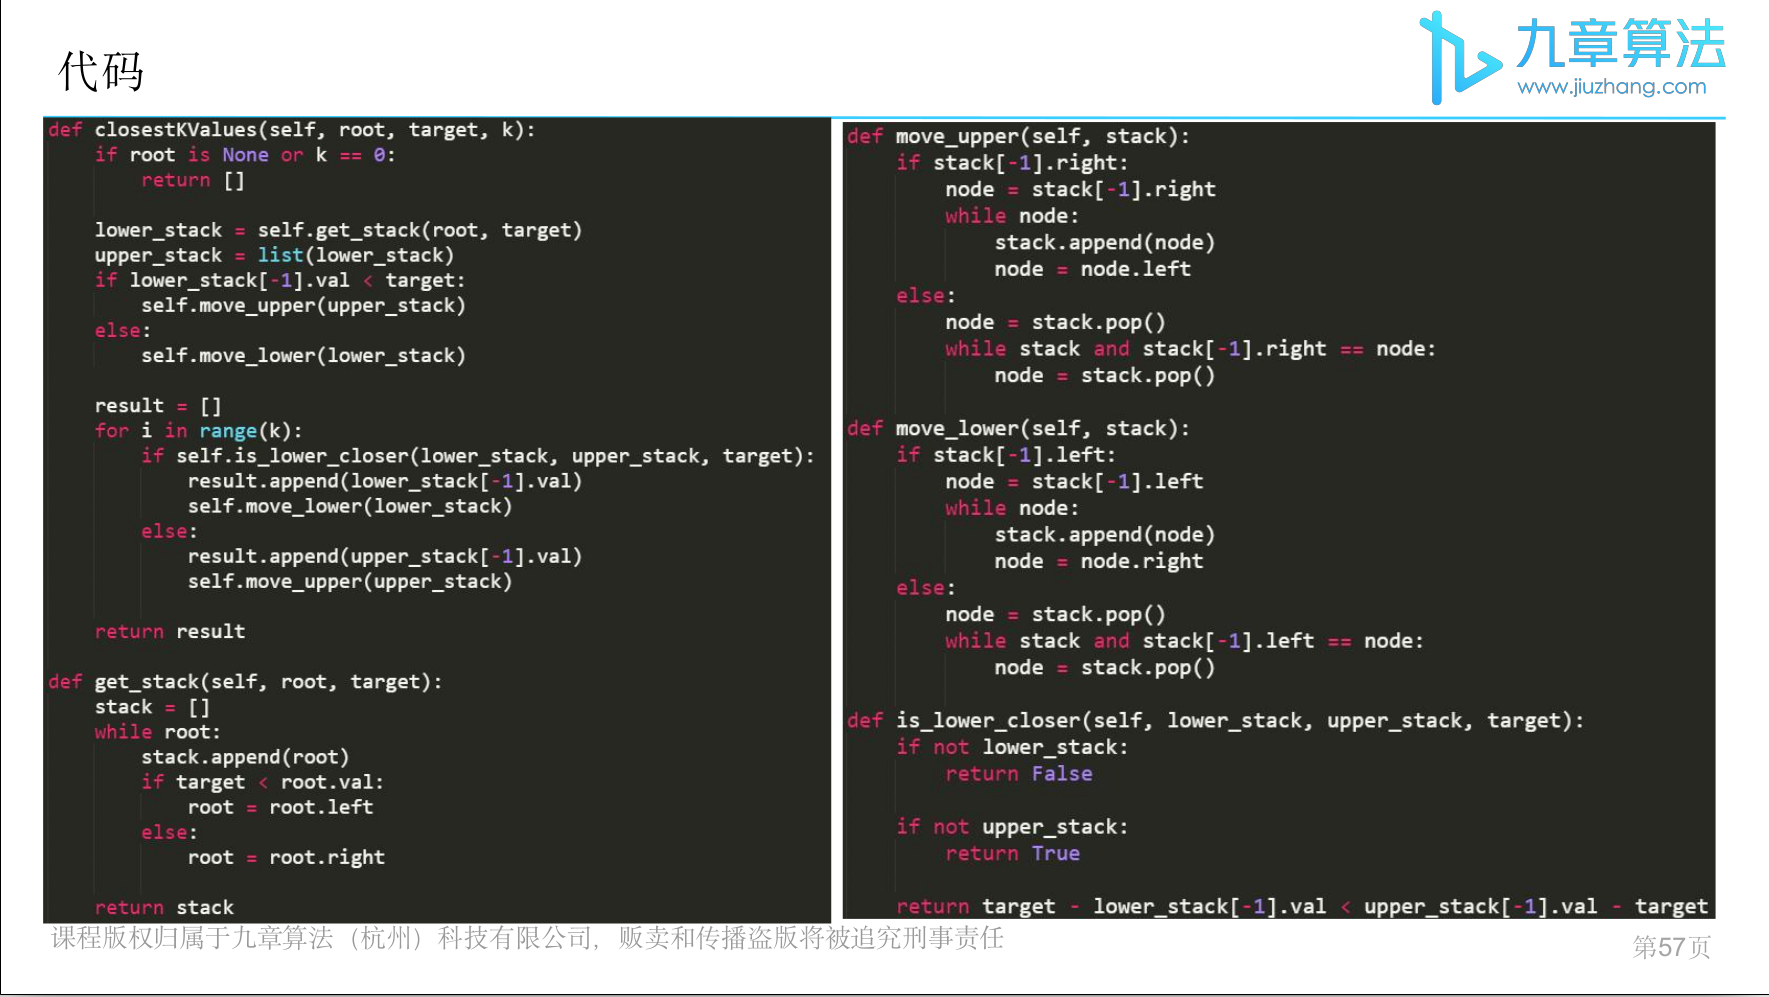 代码
九章算法
www.jiuzhang.com
def closestKValues(self, root, target, k):
    if root is None or k == 0:
        return []

    lower_stack = self.get_stack(root, target)
    upper_stack = list(lower_stack)
    if lower_stack[-1].val < target:
        self.move_upper(upper_stack)
    else:
        self.move_lower(lower_stack)

    result = []
    for i in range(k):
        if self.is_lower_closer(lower_stack, upper_stack, target):
            result.append(lower_stack[-1].val)
            self.move_lower(lower_stack)
        else:
            result.append(upper_stack[-1].val)
            self.move_upper(upper_stack)

    return result

def get_stack(self, root, target):
    stack = []
    while root:
        stack.append(root)
        if target < root.val:
            root = root.left
        else:
            root = root.right

    return stack
def move_upper(self, stack):
    if stack[-1].right:
        node = stack[-1].right
        while node:
            stack.append(node)
            node = node.left
    else:
        node = stack.pop()
        while stack and stack[-1].right == node:
            node = stack.pop()

def move_lower(self, stack):
    if stack[-1].left:
        node = stack[-1].left
        while node:
            stack.append(node)
            node = node.right
    else:
        node = stack.pop()
        while stack and stack[-1].left == node:
            node = stack.pop()

def is_lower_closer(self, lower_stack, upper_stack, target):
    if not lower_stack:
        return False

    if not upper_stack:
        return True

    return target - lower_stack[-1].val < upper_stack[-1].val - target
课程版权归属于九章算法（杭州）科技有限公司，贩卖和传播盗版将被追究刑事责任
第57页